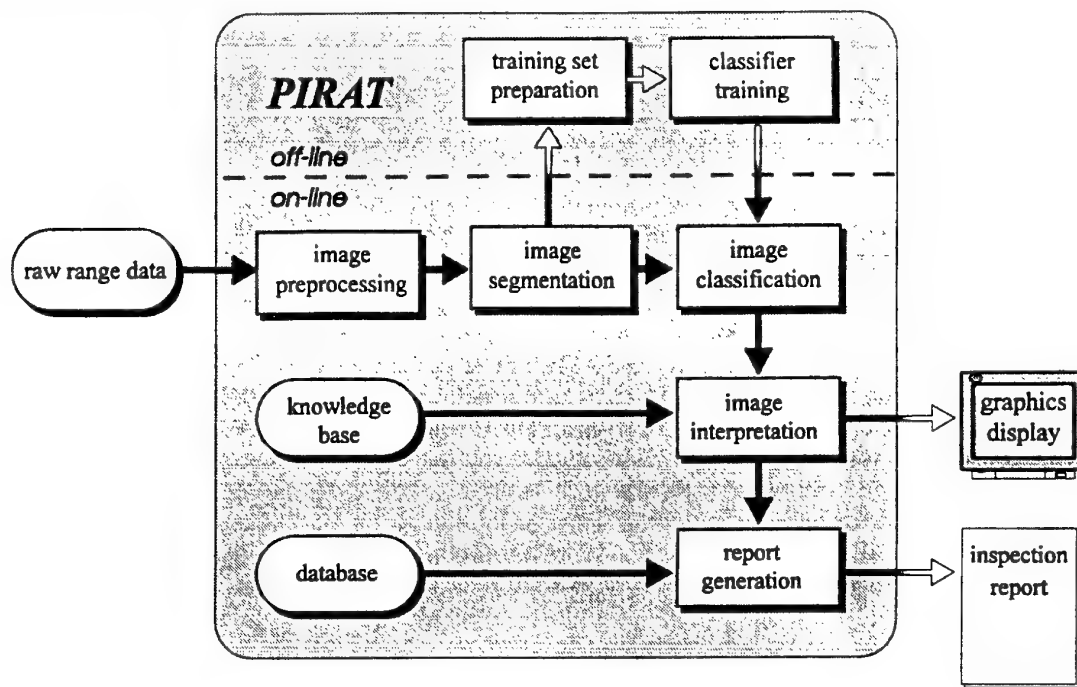 training set
preparation
classifier
training
PIRAT
off-line
on-line
raw range data
image
preprocessing
image
segmentation
image
classification
knowledge
base
image
interpretation
graphics
display
database
report
generation
inspection
report